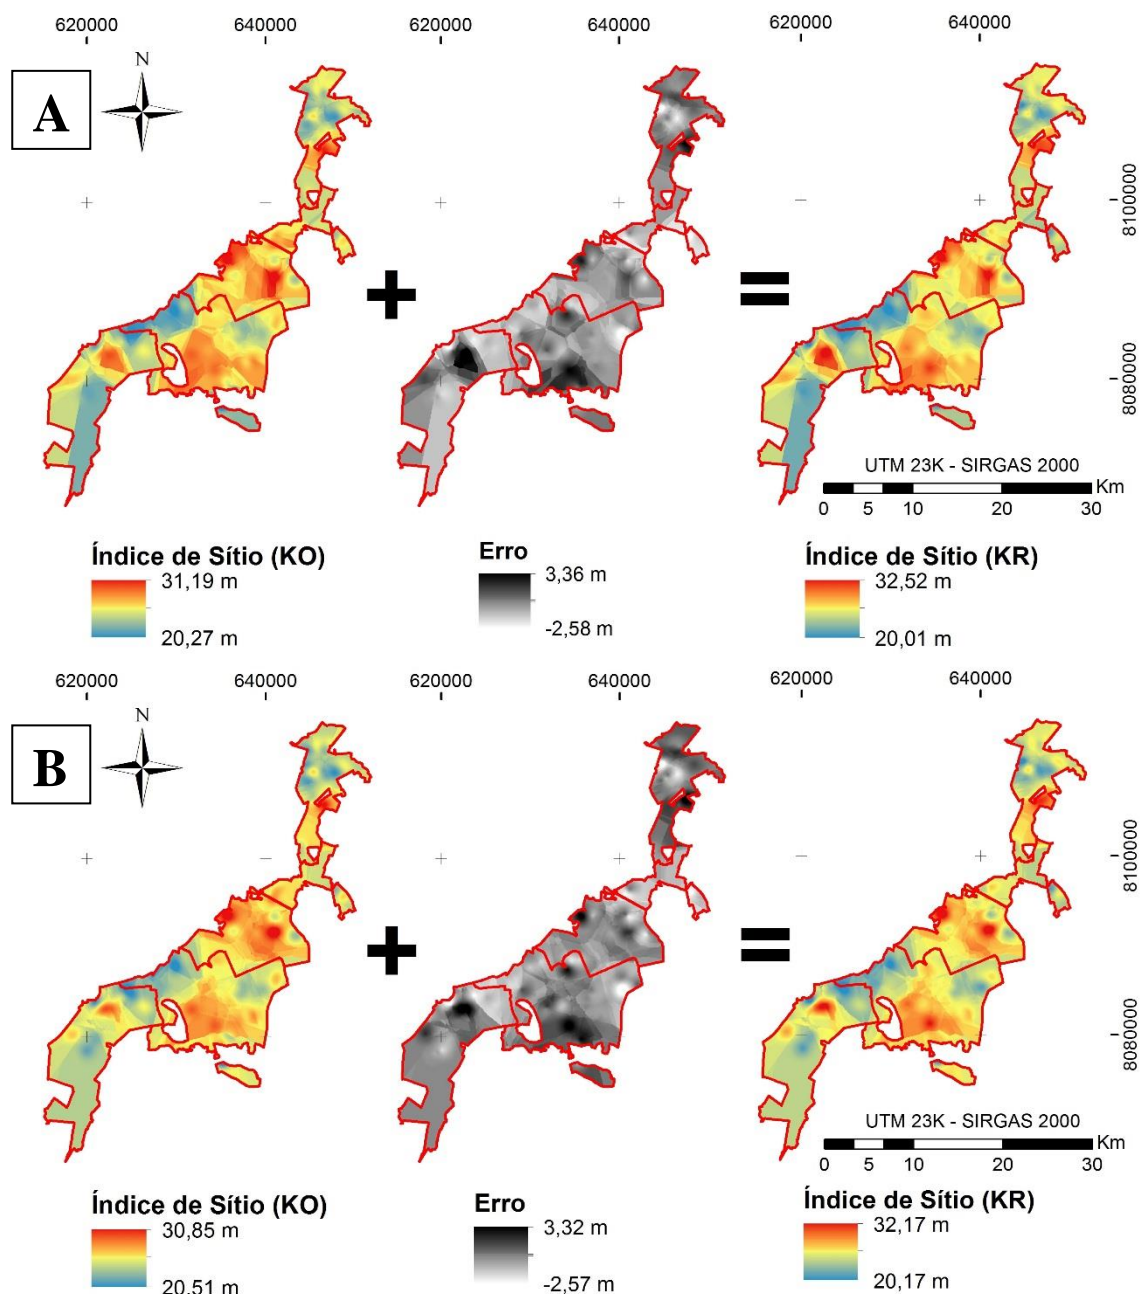 620000 640000 620000 640000 620000 640000
A
N
8100000
8080000
UTM 23K - SIRGAS 2000
Km
0 5 10 20 30
Índice de Sítio (KO)
31,19 m
20,27 m
Erro
3,36 m
-2,58 m
Índice de Sítio (KR)
32,52 m
20,01 m
620000 640000 620000 640000 620000 640000
B
N
8100000
8080000
UTM 23K - SIRGAS 2000
Km
0 5 10 20 30
Índice de Sítio (KO)
30,85 m
20,51 m
Erro
3,32 m
-2,57 m
Índice de Sítio (KR)
32,17 m
20,17 m